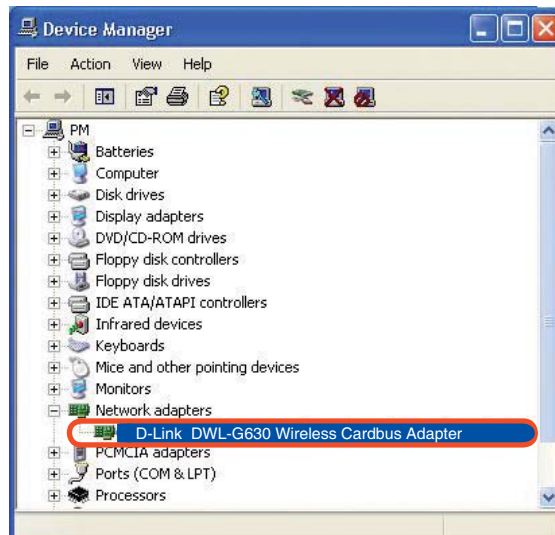 Device Manager
File Action View Help
PM
Batteries
Computer
Disk drives
Display adapters
DVD/CD-ROM drives
Floppy disk controllers
Floppy disk drives
IDE ATA/ATAPI controllers
Infrared devices
Keyboards
Mice and other pointing devices
Monitors
Network adapters
D-Link DWL-G630 Wireless Cardbus Adapter
PCMCIA adapters
Ports (COM & LPT)
Processors